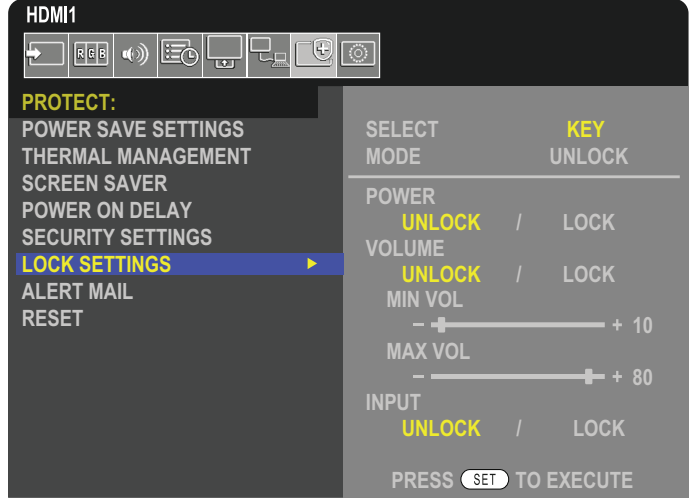 HDMI1
R G B
PROTECT:
POWER SAVE SETTINGS
THERMAL MANAGEMENT
SCREEN SAVER
POWER ON DELAY
SECURITY SETTINGS
LOCK SETTINGS
ALERT MAIL
RESET
SELECT KEY
MODE UNLOCK
POWER
UNLOCK / LOCK
VOLUME
UNLOCK / LOCK
MIN VOL
− + 10
MAX VOL
− + 80
INPUT
UNLOCK / LOCK
PRESS SET TO EXECUTE